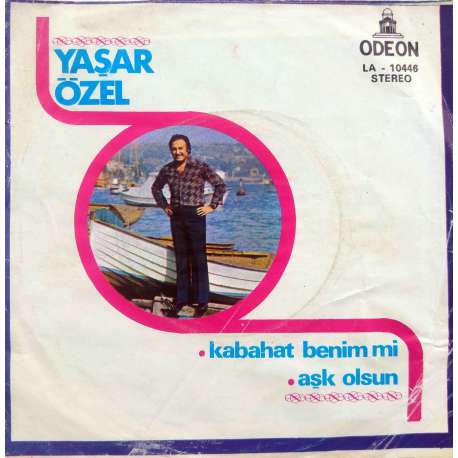 YAŞAR
ÖZEL
ODEON
LA - 10446
STEREO
• kabahat benim mi
• aşk olsun